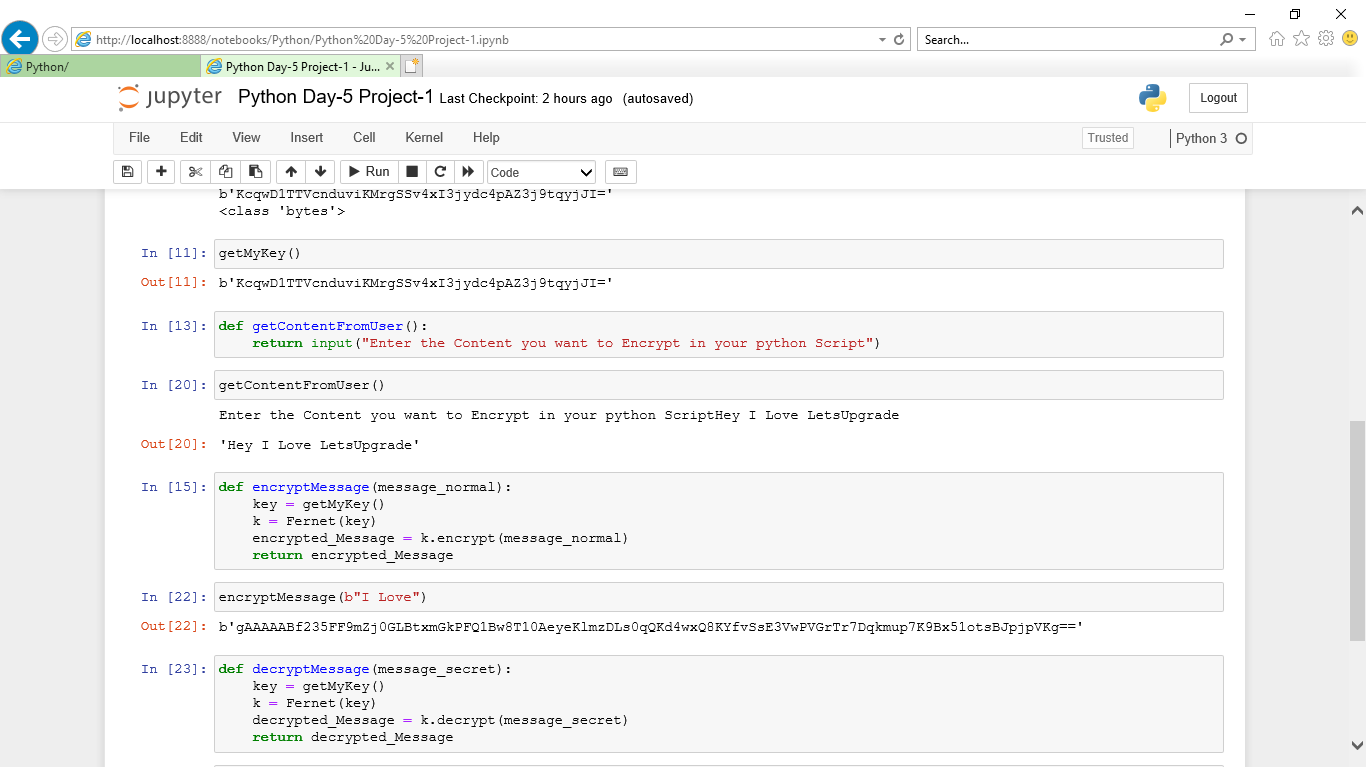 http://localhost:8888/notebooks/Python/Python%20Day-5%20Project-1.ipynb
Search...
Python/
Python Day-5 Project-1 - Ju...
jupyter Python Day-5 Project-1 Last Checkpoint: 2 hours ago (autosaved)
Logout
File Edit View Insert Cell Kernel Help
Trusted
Python 3
Run
Code
b'KcqwDlTTVcnduviKMrgSSv4xI3jydc4pAZ3j9tqyjJI='
<class 'bytes'>
In [11]: getMyKey()
Out[11]: b'KcqwDlTTVcnduviKMrgSSv4xI3jydc4pAZ3j9tqyjJI='
In [13]: def getContentFromUser():
    return input("Enter the Content you want to Encrypt in your python Script")
In [20]: getContentFromUser()
Enter the Content you want to Encrypt in your python ScriptHey I Love LetsUpgrade
Out[20]: 'Hey I Love LetsUpgrade'
In [15]: def encryptMessage(message_normal):
    key = getMyKey()
    k = Fernet(key)
    encrypted_Message = k.encrypt(message_normal)
    return encrypted_Message
In [22]: encryptMessage(b"I Love")
Out[22]: b'gAAAAABf235FF9mZj0GLBtxmGkPFQ1Bw8T10AeyeKlmzDLs0qQKd4wxQ8KYfvSsE3VwPVGrTr7Dqkmup7K9Bx51otsBJpjpVKg=='
In [23]: def decryptMessage(message_secret):
    key = getMyKey()
    k = Fernet(key)
    decrypted_Message = k.decrypt(message_secret)
    return decrypted_Message